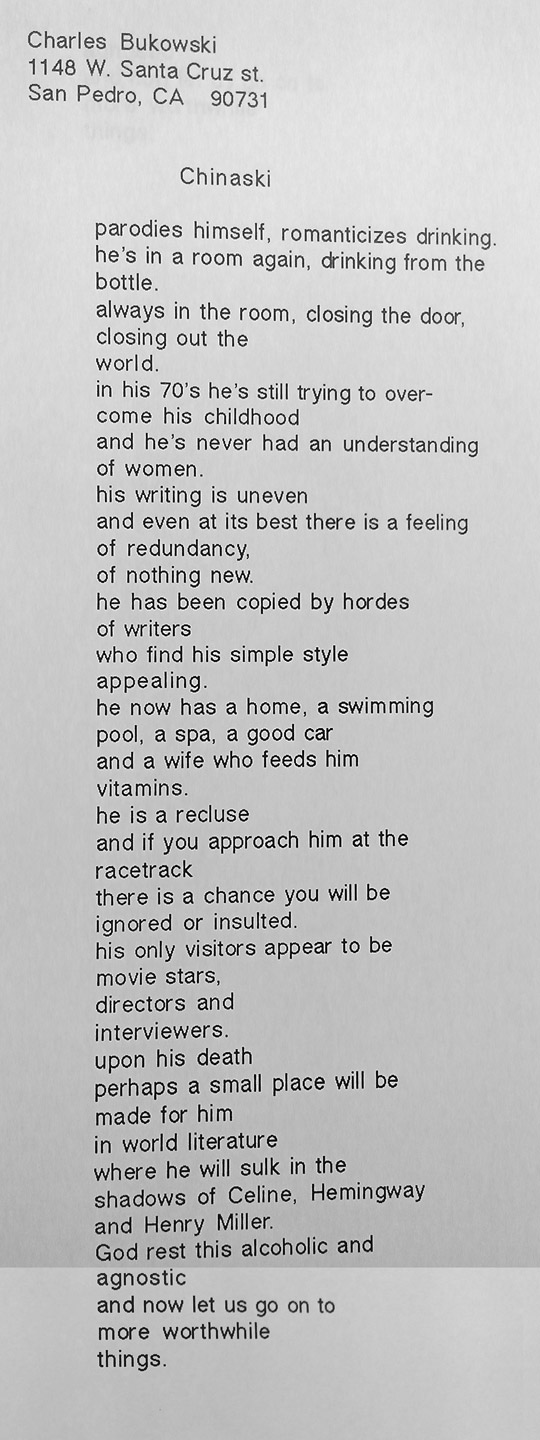 Charles Bukowski
1148 W. Santa Cruz st.
San Pedro, CA 90731
Chinaski
parodies himself, romanticizes drinking.
he's in a room again, drinking from the
bottle.
always in the room, closing the door,
closing out the
world.
in his 70's he's still trying to over-
come his childhood
and he's never had an understanding
of women.
his writing is uneven
and even at its best there is a feeling
of redundancy,
of nothing new.
he has been copied by hordes
of writers
who find his simple style
appealing.
he now has a home, a swimming
pool, a spa, a good car
and a wife who feeds him
vitamins.
he is a recluse
and if you approach him at the
racetrack
there is a chance you will be
ignored or insulted.
his only visitors appear to be
movie stars,
directors and
interviewers.
upon his death
perhaps a small place will be
made for him
in world literature
where he will sulk in the
shadows of Celine, Hemingway
and Henry Miller.
God rest this alcoholic and
agnostic
and now let us go on to
more worthwhile
things.